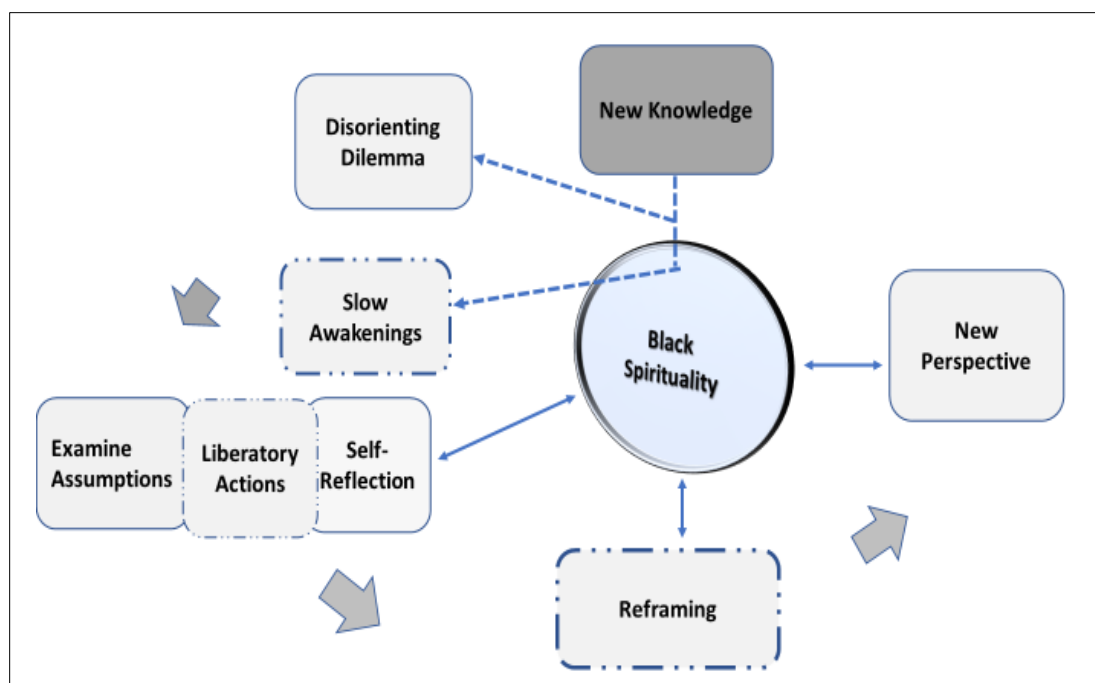 New Knowledge
Disorienting
Dilemma
Slow
Awakenings
Black
Spirituality
New
Perspective
Examine
Assumptions
Liberatory
Actions
Self-
Reflection
Reframing